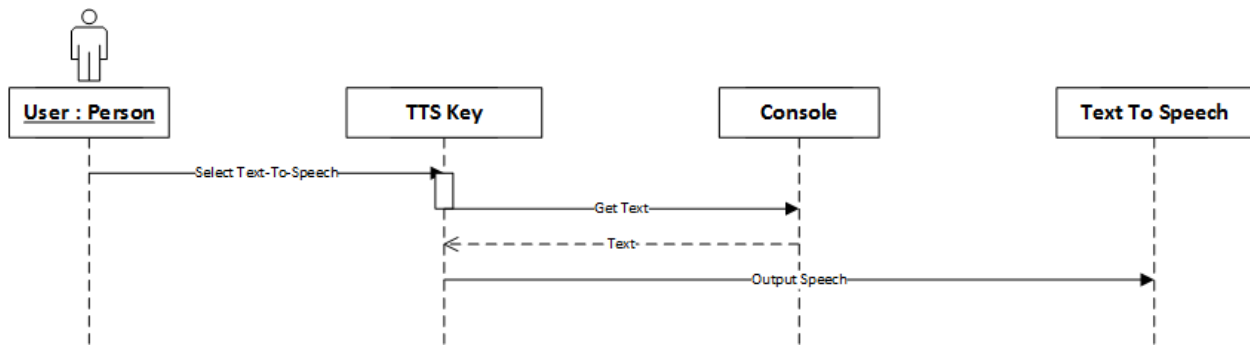 User : Person
TTS Key
Console
Text To Speech
Select Text-To-Speech
Get Text
Text
Output Speech